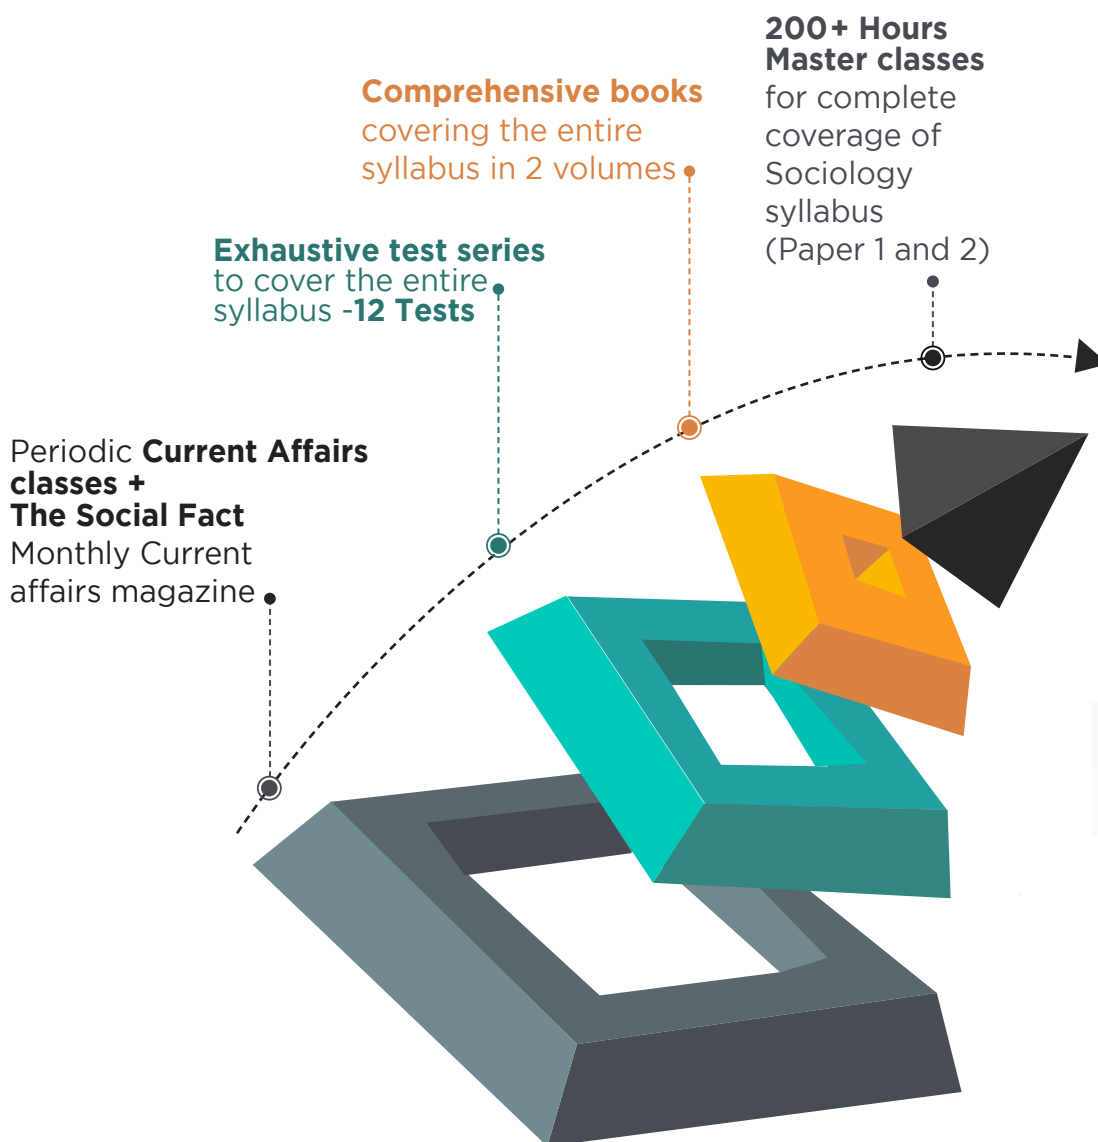 200+ Hours
Master classes
for complete
coverage of
Sociology
syllabus
(Paper 1 and 2)
Comprehensive books
covering the entire
syllabus in 2 volumes
Exhaustive test series
to cover the entire
syllabus -12 Tests
Periodic Current Affairs
classes +
The Social Fact
Monthly Current
affairs magazine